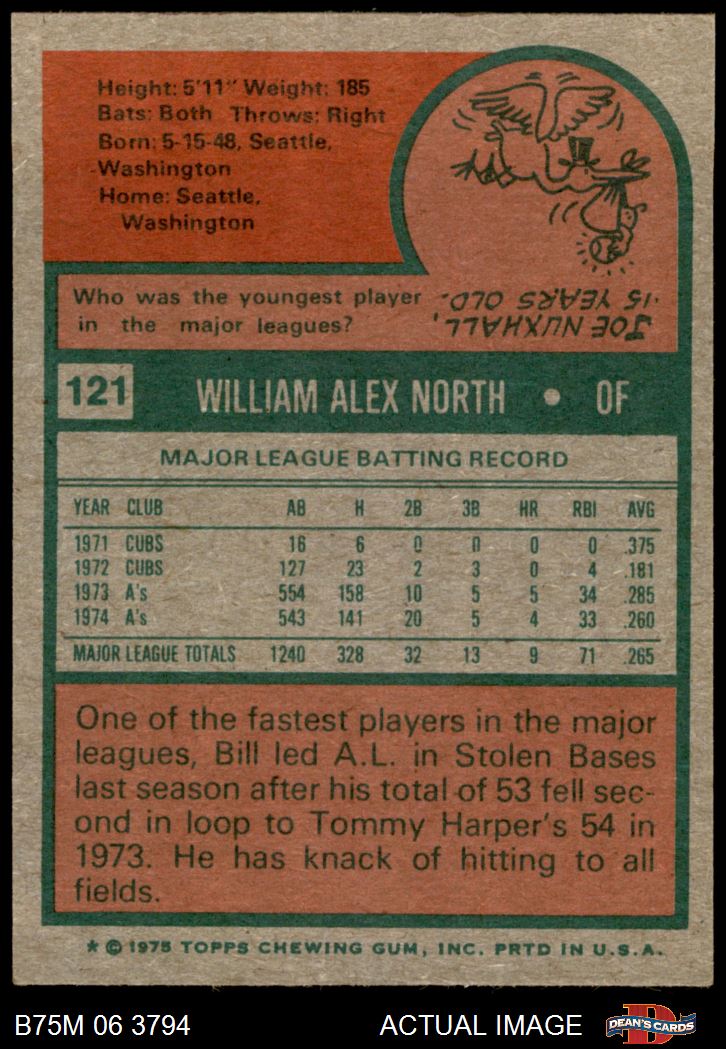 Height: 5'11" Weight: 185
Bats: Both Throws: Right
Born: 5-15-48, Seattle,
Washington
Home: Seattle,
Washington
Who was the youngest player
in the major leagues?
JOE NUXHALL,
15 YEARS OLD.
121 WILLIAM ALEX NORTH • OF
MAJOR LEAGUE BATTING RECORD
YEAR CLUB AB H 2B 3B HR RBI AVG
1971 CUBS 16 6 0 0 0 0 .375
1972 CUBS 127 23 2 3 0 4 .181
1973 A's 554 158 10 5 5 34 .285
1974 A's 543 141 20 5 4 33 .260
MAJOR LEAGUE TOTALS 1240 328 32 13 9 71 .265
One of the fastest players in the major
leagues, Bill led A.L. in Stolen Bases
last season after his total of 53 fell sec-
ond in loop to Tommy Harper's 54 in
1973. He has knack of hitting to all
fields.
* © 1975 TOPPS CHEWING GUM, INC. PRTD IN U.S.A.
B75M 06 3794 ACTUAL IMAGE
DEAN'S CARDS